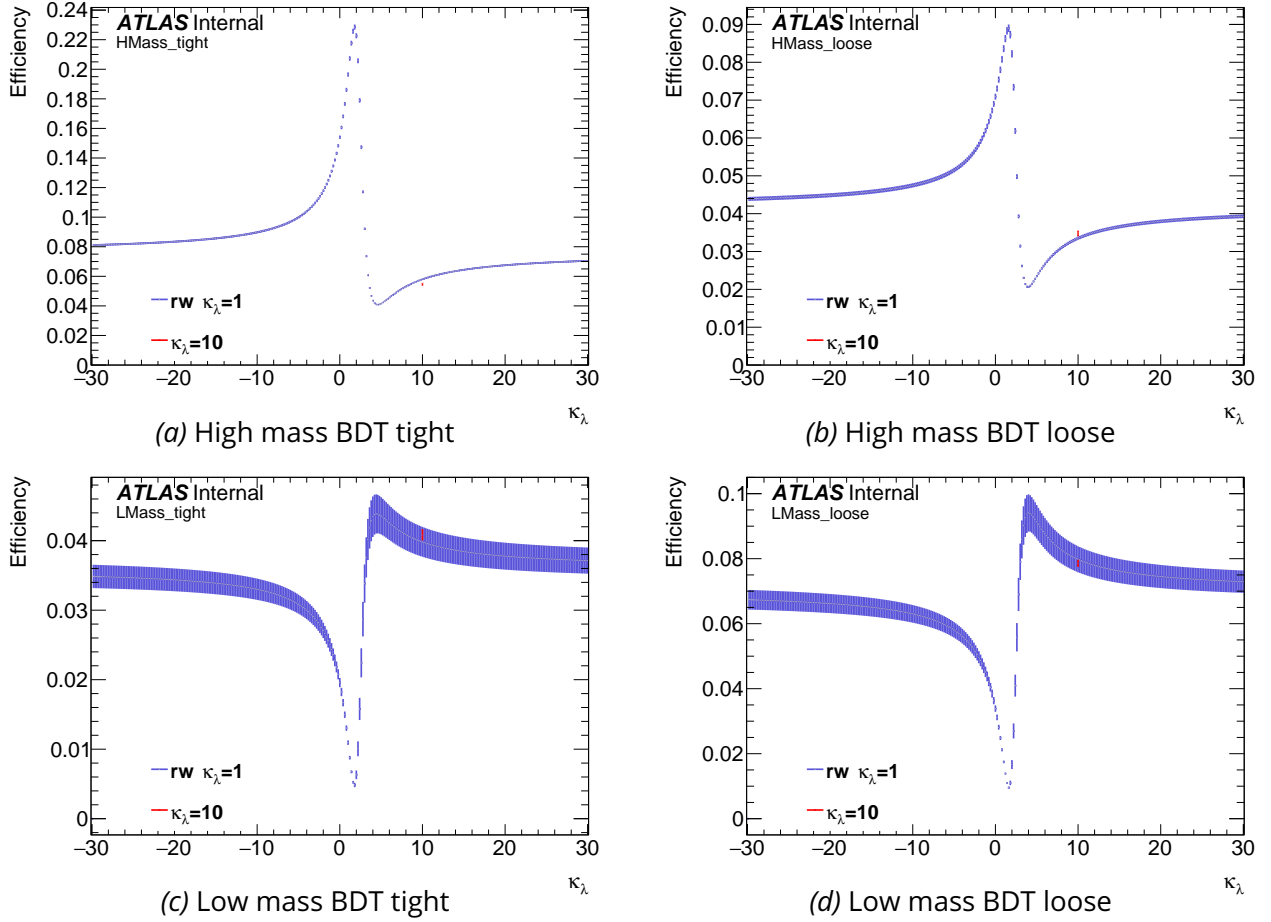 Efficiency
ATLAS Internal
HMass_tight
0.24
0.22
0.2
0.18
0.16
0.14
0.12
0.1
0.08
0.06
0.04
0.02
0
rw κλ=1
κλ=10
−30 −20 −10 0 10 20 30
κλ
(a) High mass BDT tight
Efficiency
ATLAS Internal
HMass_loose
0.09
0.08
0.07
0.06
0.05
0.04
0.03
0.02
0.01
0
rw κλ=1
κλ=10
−30 −20 −10 0 10 20 30
κλ
(b) High mass BDT loose
Efficiency
ATLAS Internal
LMass_tight
0.04
0.03
0.02
0.01
0
rw κλ=1
κλ=10
−30 −20 −10 0 10 20 30
κλ
(c) Low mass BDT tight
Efficiency
ATLAS Internal
LMass_loose
0.1
0.08
0.06
0.04
0.02
0
rw κλ=1
κλ=10
−30 −20 −10 0 10 20 30
κλ
(d) Low mass BDT loose